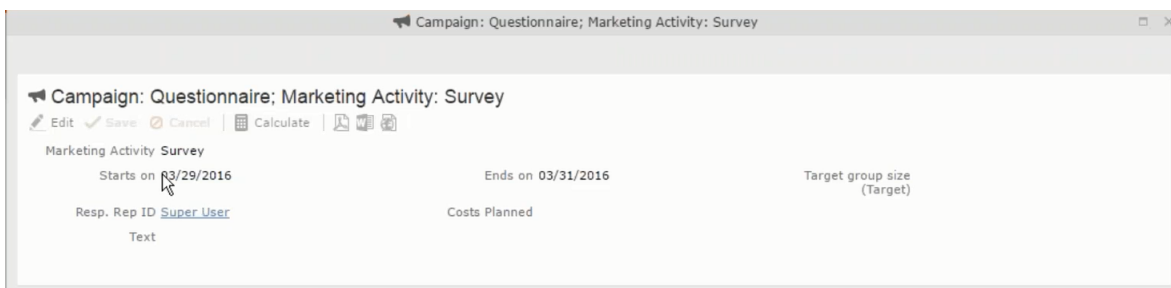 Campaign: Questionnaire; Marketing Activity: Survey
Campaign: Questionnaire; Marketing Activity: Survey
Edit Save Cancel Calculate
Marketing Activity Survey
Starts on 03/29/2016 Ends on 03/31/2016 Target group size
(Target)
Resp. Rep ID Super User Costs Planned
Text